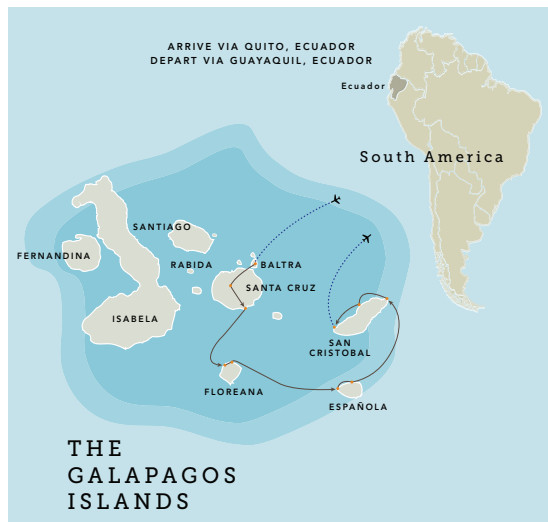 ARRIVE VIA QUITO, ECUADOR
DEPART VIA GUAYAQUIL, ECUADOR
Ecuador
South America
SANTIAGO
FERNANDINA
RABIDA
BALTRA
SANTA CRUZ
ISABELA
SAN
CRISTOBAL
FLOREANA
ESPAÑOLA
THE
GALAPAGOS
ISLANDS